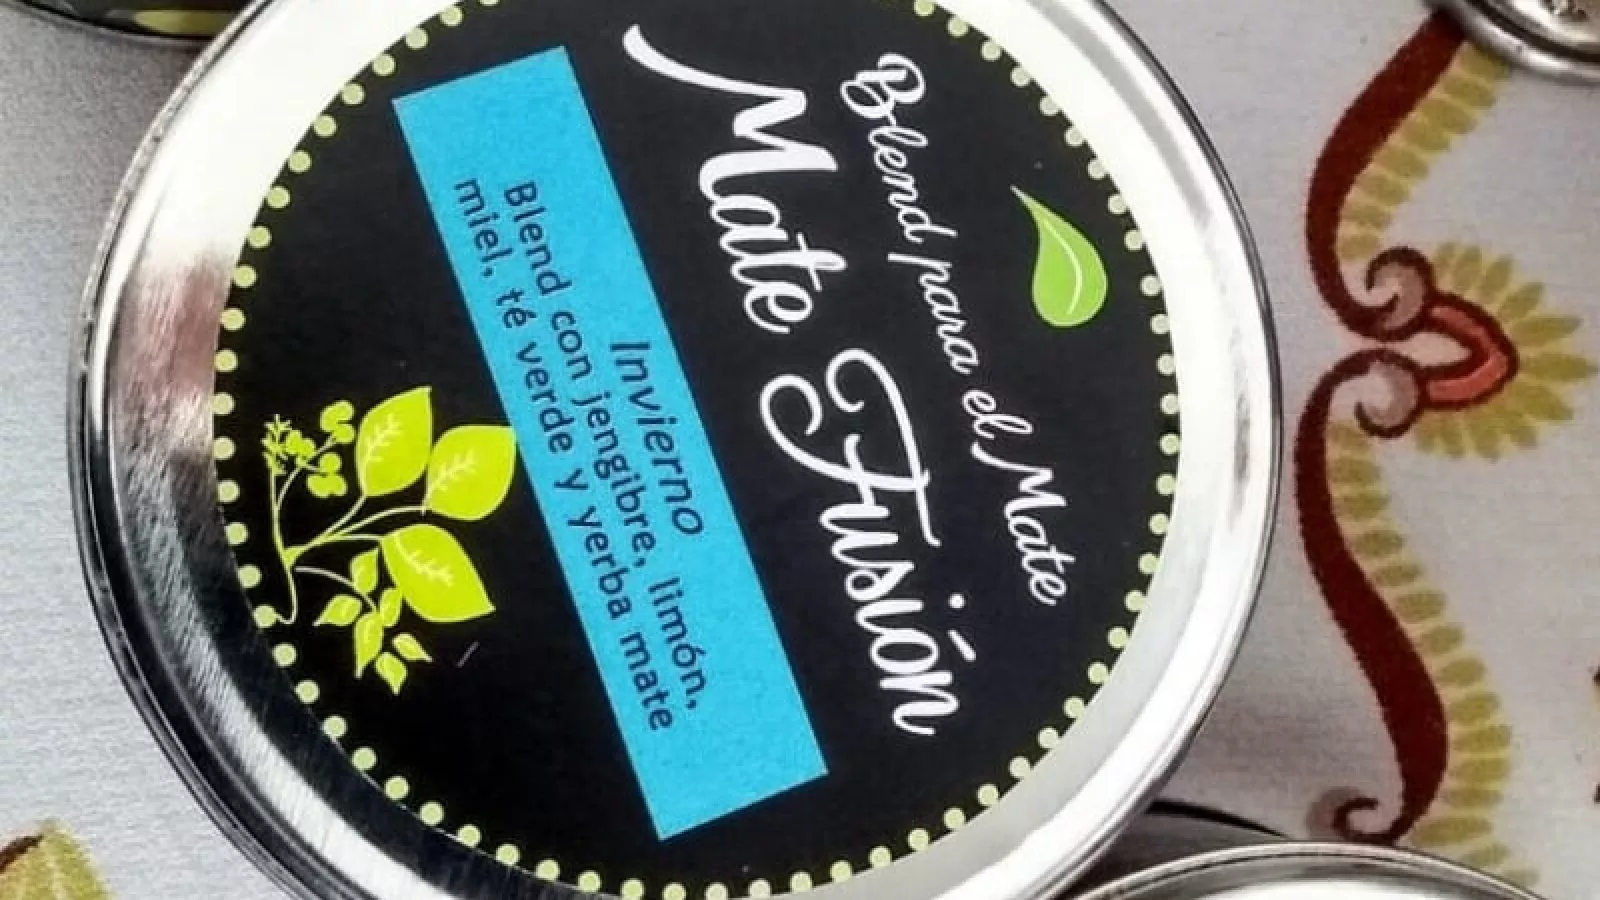 Blend para el Mate
Mate Fusión
Invierno
Blend con jengibre, limón,
miel, té verde y yerba mate